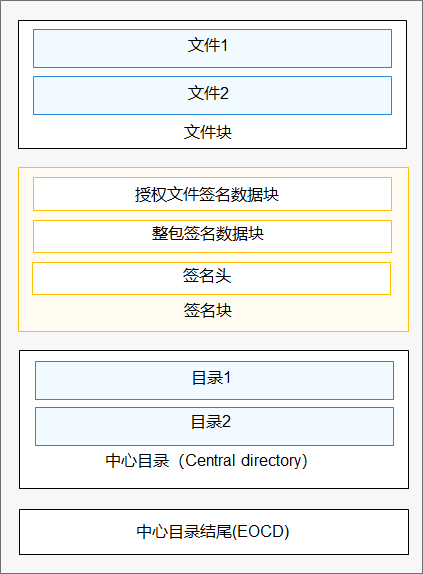 文件1
文件2
文件块
授权文件签名数据块
整包签名数据块
签名头
签名块
目录1
目录2
中心目录（Central directory）
中心目录结尾(EOCD)